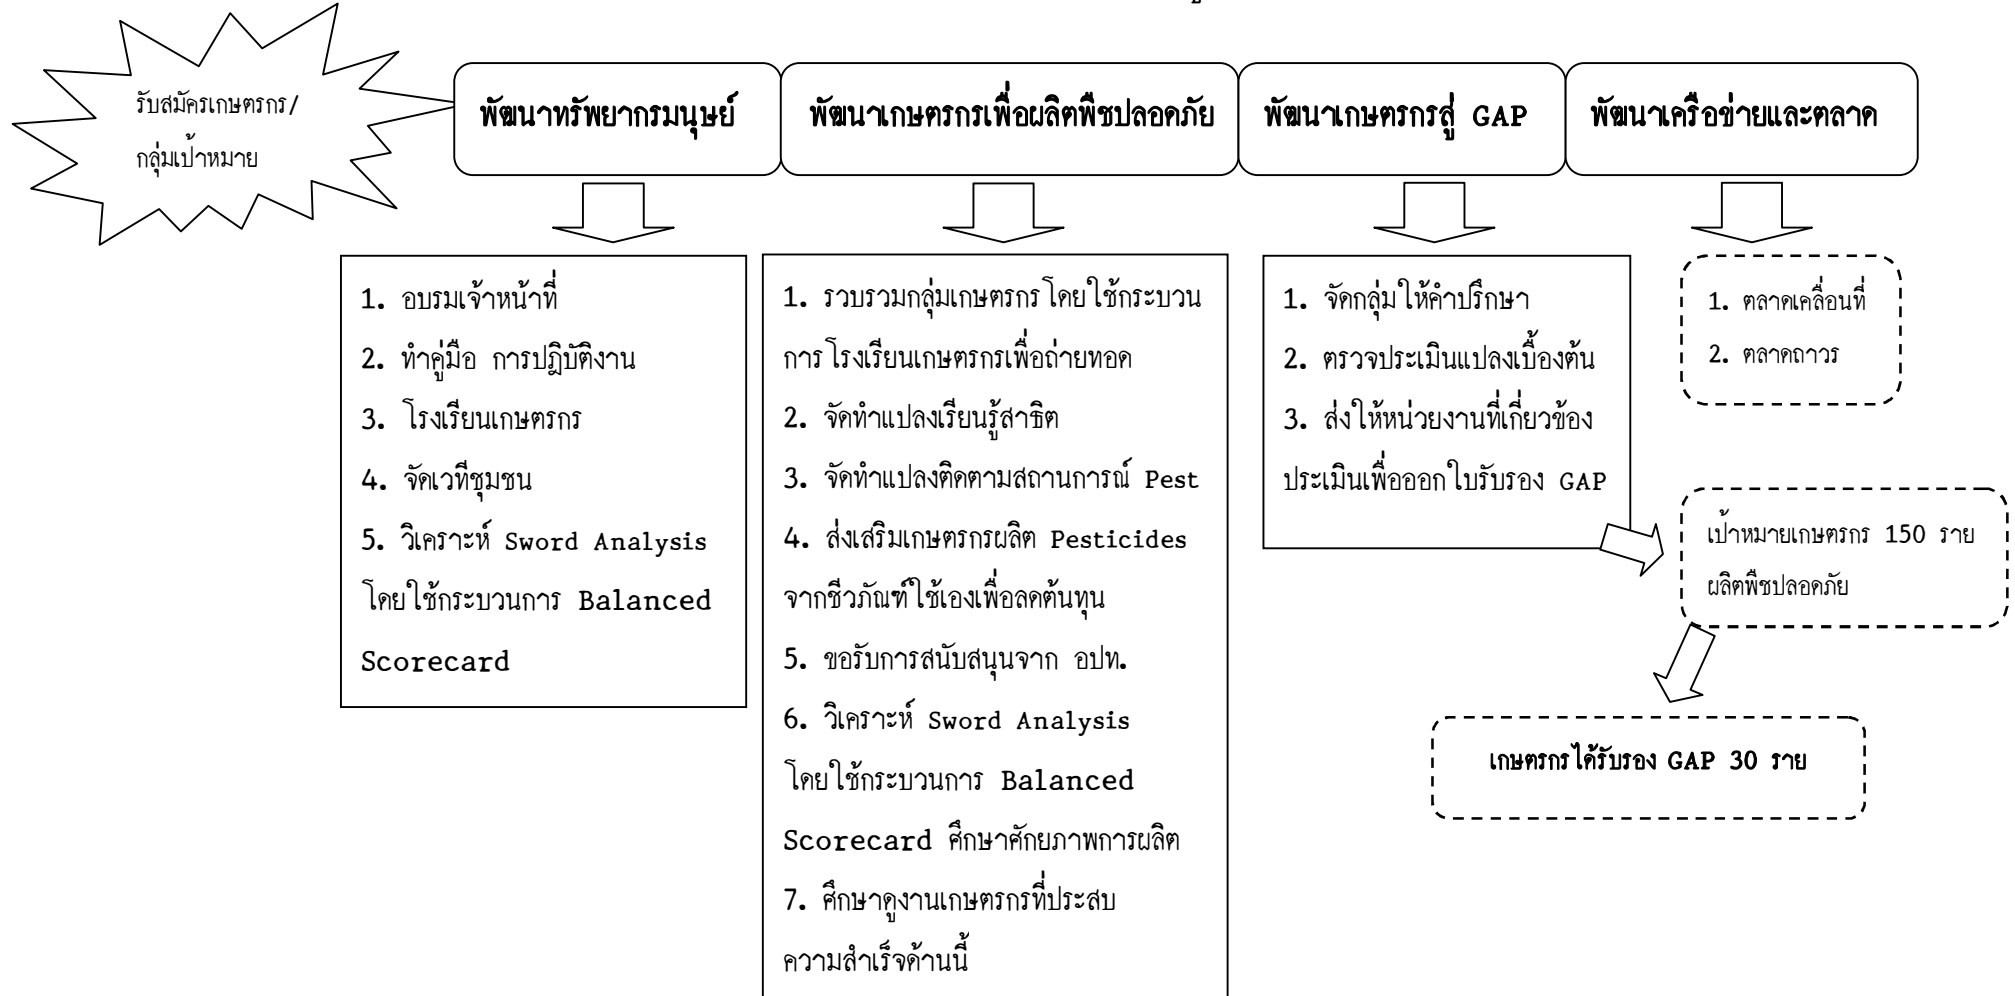 รับสมัครเกษตรกร/
กลุ่มเป้าหมาย
พัฒนาทรัพยากรมนุษย์
พัฒนาเกษตรกรเพื่อผลิตพืชปลอดภัย
พัฒนาเกษตรกรสู่ GAP
พัฒนาเครือข่ายและตลาด
1. อบรมเจ้าหน้าที่
2. ทำคู่มือ การปฎิบัติงาน
3. โรงเรียนเกษตรกร
4. จัดเวทีชุมชน
5. วิเคราะห์ Sword Analysis
โดยใช้กระบวนการ Balanced
Scorecard
1. รวบรวมกลุ่มเกษตรกรโดยใช้กระบวน
การโรงเรียนเกษตรกรเพื่อถ่ายทอด
2. จัดทำแปลงเรียนรู้สาธิต
3. จัดทำแปลงติดตามสถานการณ์ Pest
4. ส่งเสริมเกษตรกรผลิต Pesticides
จากชีวภัณฑ์ใช้เองเพื่อลดต้นทุน
5. ขอรับการสนับสนุนจาก อปท.
6. วิเคราะห์ Sword Analysis
โดยใช้กระบวนการ Balanced
Scorecard ศึกษาศักยภาพการผลิต
7. ศึกษาดูงานเกษตรกรที่ประสบ
ความสำเร็จด้านนี้
1. จัดกลุ่มให้คำปรึกษา
2. ตรวจประเมินแปลงเบื้องต้น
3. ส่งให้หน่วยงานที่เกี่ยวข้อง
ประเมินเพื่อออกใบรับรอง GAP
1. ตลาดเคลื่อนที่
2. ตลาดถาวร
เป้าหมายเกษตรกร 150 ราย
ผลิตพืชปลอดภัย
เกษตรกรได้รับรอง GAP 30 ราย